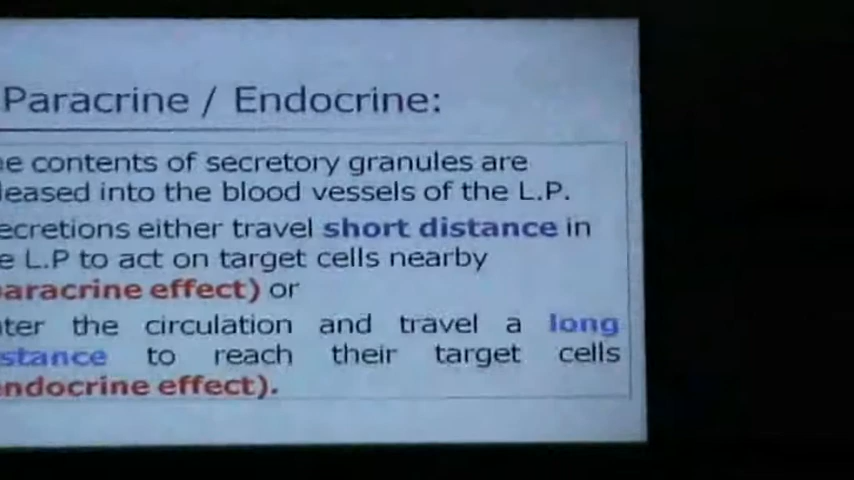 Paracrine / Endocrine:
e contents of secretory granules are
leased into the blood vessels of the L.P.
ecretions either travel short distance in
e L.P to act on target cells nearby
aracrine effect) or
ter the circulation and travel a long
stance to reach their target cells
ndocrine effect).